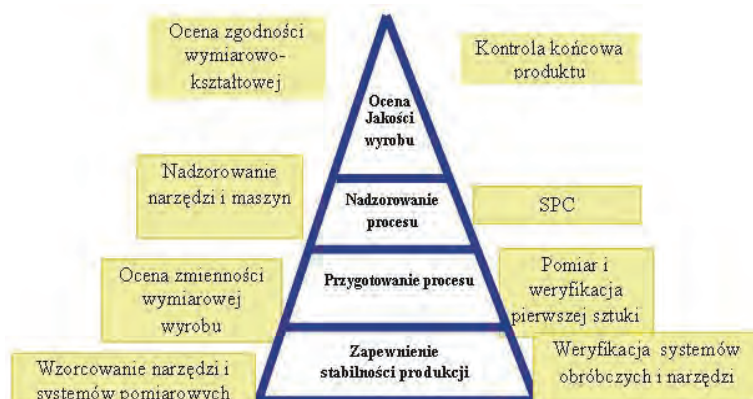 Ocena zgodności
wymiarowo-
kształtowej
Kontrola końcowa
produktu
Ocena
Jakości
wyrobu
Nadzorowanie
narzędzi i maszyn
Nadzorowanie
procesu
SPC
Ocena zmienności
wymiarowej
wyrobu
Przygotowanie procesu
Pomiar i
weryfikacja
pierwszej sztuki
Wzorcowanie narzędzi i
systemów pomiarowych
Zapewnienie
stabilności produkcji
Weryfikacja systemów
obróbczych i narzędzi